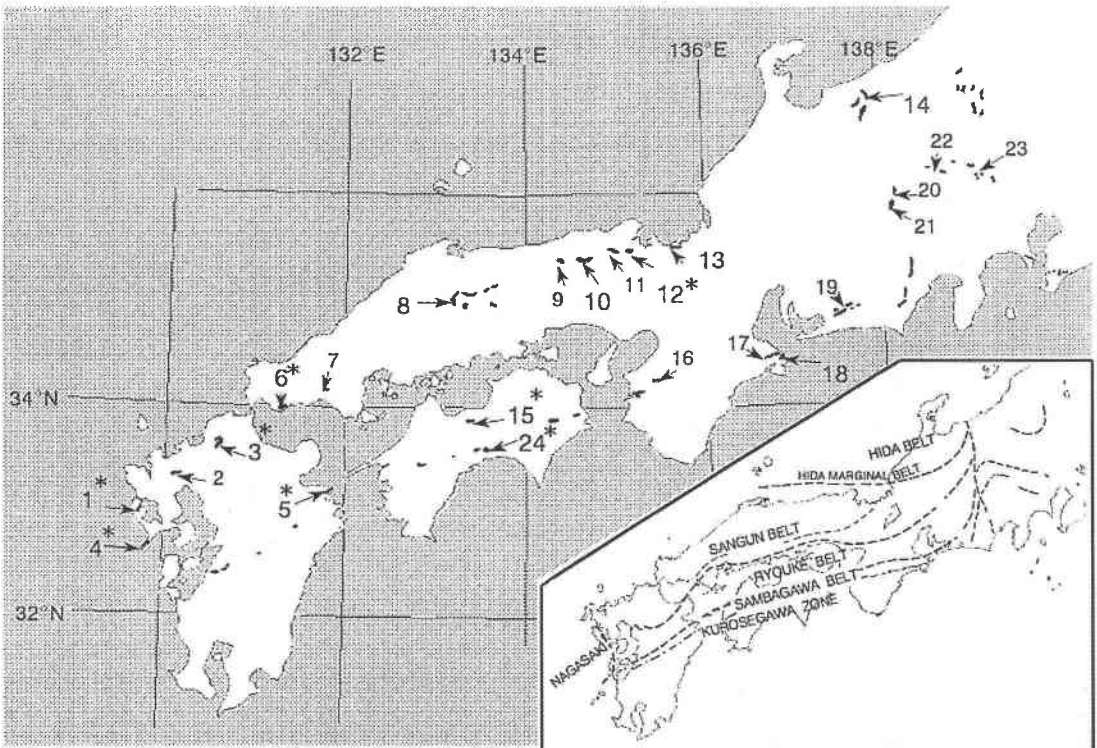 132°E
134°E
136°E
138°E
14
22
23
20
21
13
12*
11
10
9
8
19
17
18
16
7
6*
34°N
15
*
24*
3
*
2
*
1
*
4
*
5
32°N
HIDA BELT
HIDA MARGINAL BELT
SANGUN BELT
RYOUKE BELT
SAMBAGAWA BELT
KUROSEGAWA ZONE
NAGASAKI